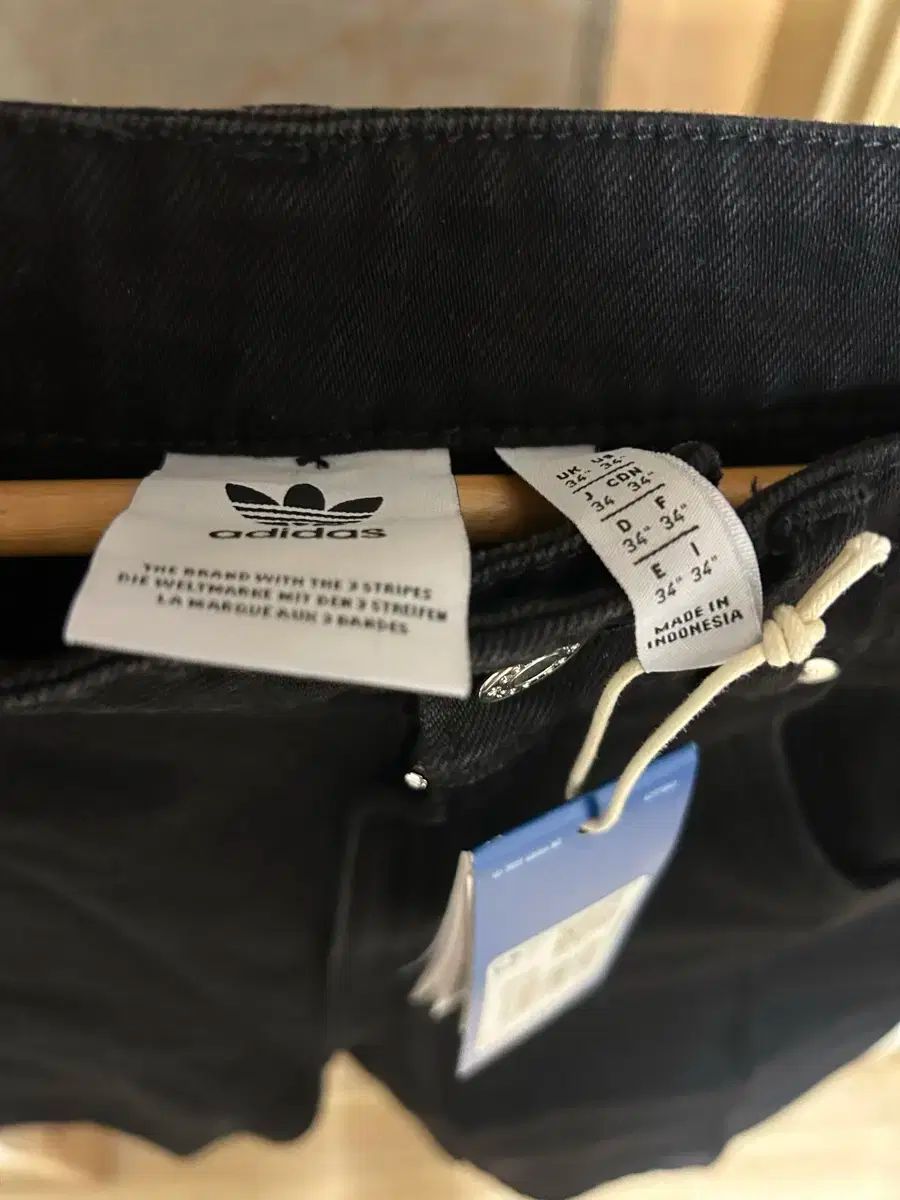 adidas
THE BRAND WITH THE 3 STRIPES
DIE WELTMARKE MIT DEN 3 STREIFEN
LA MARQUE AUX 3 BANDES
UK US
34" 34"
J CDN
34 34"
D F
34" 34"
E I
34" 34"
MADE IN
INDONESIA